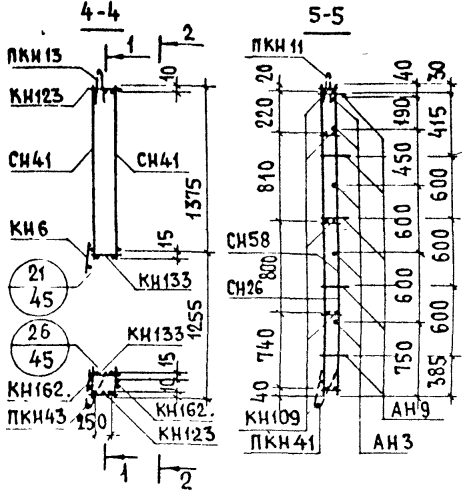 4-4
5-5
1
2
ПКН13
КН123
10
СН41
СН41
1375
КН6
15
21
45
КН133
1255
26
45
КН133
15
КН162.
ПКН43
10
КН162.
КН123
250
1
2
ПКН11
20
40
30
220
190
415
810
450
600
600
600
СН58
800
СН26
600
600
740
750
385
40
КН109
ПКН41
АН9
АН3